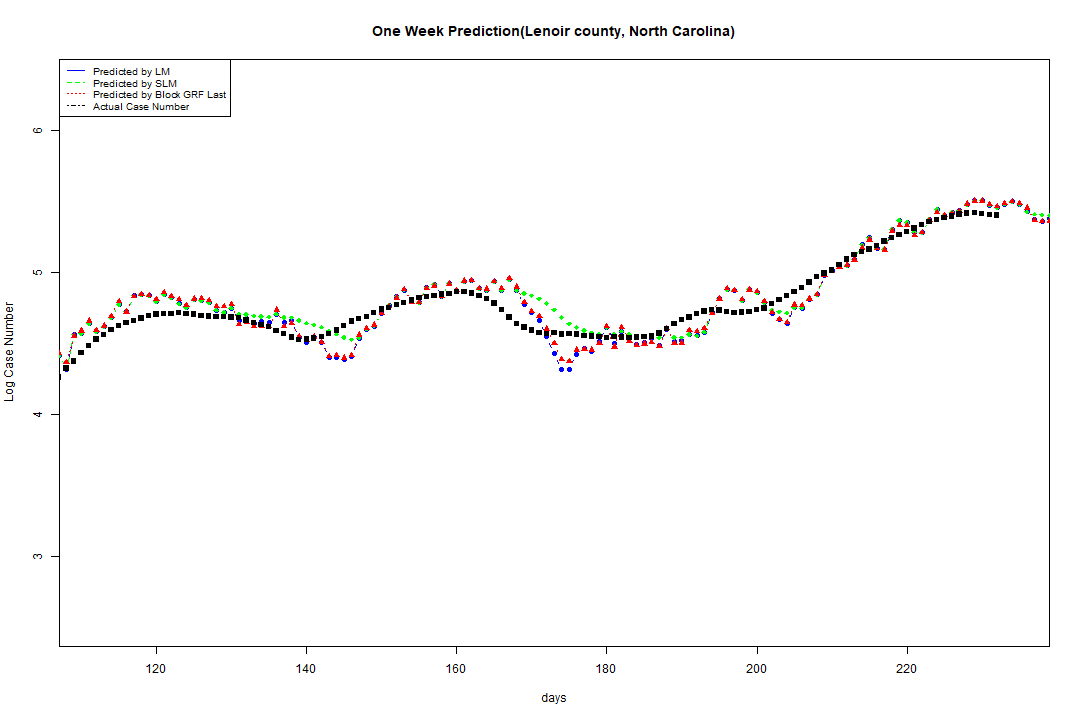 One Week Prediction(Lenoir county, North Carolina)
Predicted by LM
Predicted by SLM
Predicted by Block GRF Last
Actual Case Number
6
5
4
3
Log Case Number
120 140 160 180 200 220
days